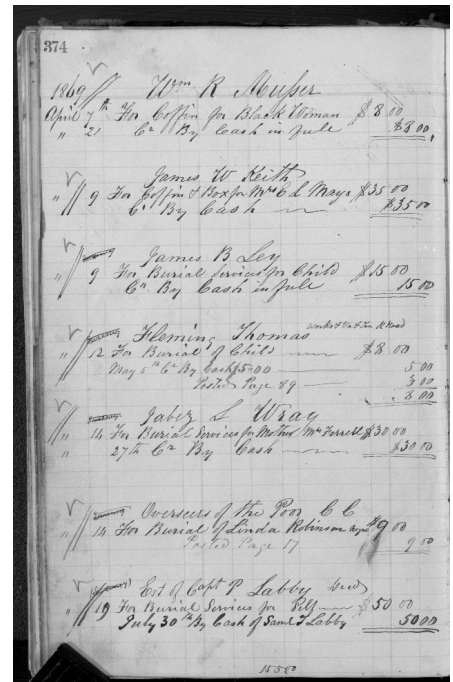 374
1869 Wm R Musser
April 7th For Coffin for Black Woman $8 00
" 21 Cr By Cash in full $8 00
James W Keith
" 9 For Coffin & Box for Mrs C L Mays $35 00
Cr By Cash $35 00
James B Ley
" 9 For Burial Services for Child $15 00
Cr By Cash in full 15 00
Fleming Thomas works & Tenn R Road
" 12 For Burial of Child $8 00
May 5th Cr By Cash $5 00 5 00
Posted Page 89 3 00
8 00
Jabez L Wray
" 14 For Burial Services for Mother Mrs Ferrell $30 00
" 27th Cr By Cash $30 00
Overseers of the Poor C C
" 14 For Burial of Linda Robinson $9 00
Posted Page 17 9 00
Est of Capt P Labby Decd
" 19 For Burial Services for Self $50 00
July 30th By Cash of Saml T Labby 50 00
155 00